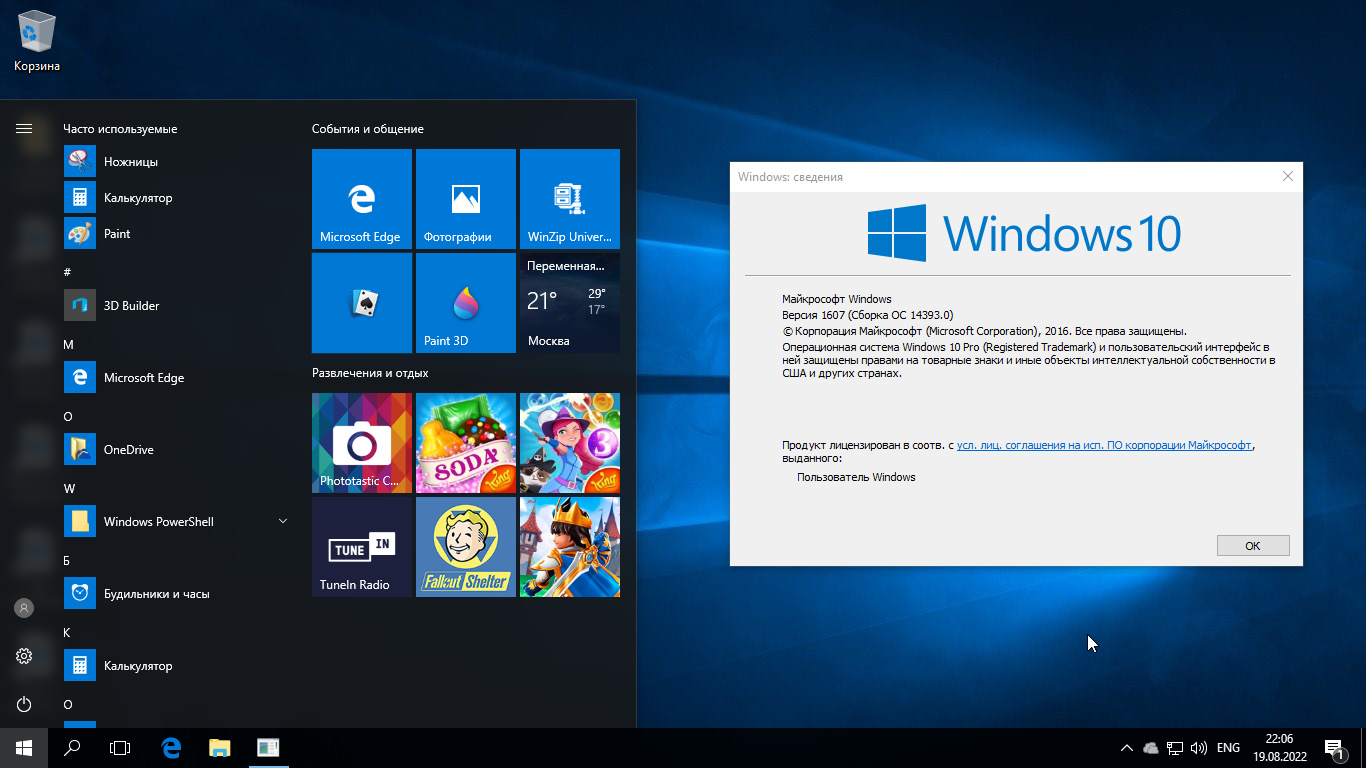 Корзина
Часто используемые
Ножницы
Калькулятор
Paint
#
3D Builder
M
Microsoft Edge
O
OneDrive
W
Windows PowerShell
Б
Будильники и часы
К
Калькулятор
О
События и общение
Microsoft Edge
Фотографии
WinZip Univer...
Paint 3D
Переменная...
21°
29°
17°
Москва
Развлечения и отдых
Phototastic C...
SODA
King
3
King
TUNE IN
TuneIn Radio
Fallout Shelter
Windows: сведения
Windows 10
Майкрософт Windows
Версия 1607 (Сборка ОС 14393.0)
© Корпорация Майкрософт (Microsoft Corporation), 2016. Все права защищены.
Операционная система Windows 10 Pro (Registered Trademark) и пользовательский интерфейс в
ней защищены правами на товарные знаки и иные объекты интеллектуальной собственности в
США и других странах.
Продукт лицензирован в соотв. с усл. лиц. соглашения на исп. ПО корпорации Майкрософт,
выданного:
Пользователь Windows
ОК
ENG
22:06
19.08.2022
1